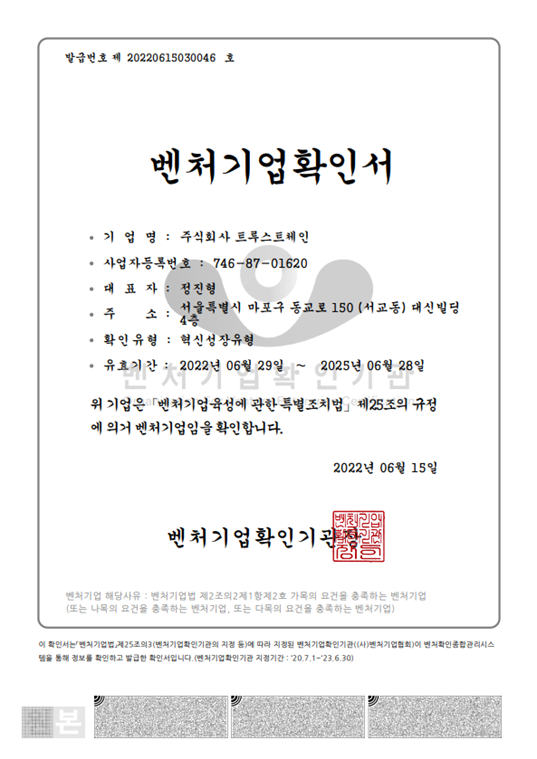 발급번호 제 20220615030046 호
벤처기업확인서
• 기 업 명 : 주식회사 트록스트체인
• 사업자등록번호 : 746-87-01620
• 대 표 자 : 정진형
• 주 소 : 서울특별시 마포구 동교로 150 (서교동) 대신빌딩
4층
• 확인유형 : 혁신성장유형
• 유효기간 : 2022년 06월 29일 ~ 2025년 06월 28일
벤처기업확인기관
위 기업은「벤처기업육성에 관한 특별조치법」제25조의 규정
에 의거 벤처기업임을 확인합니다.
2022년 06월 15일
벤처기업확인기관장
벤처기업 해당사유 : 벤처기업법 제2조의2제1항제2호 가목의 요건을 충족하는 벤처기업
(또는 나목의 요건을 충족하는 벤처기업, 또는 다목의 요건을 충족하는 벤처기업)
이 확인서는「벤처기업법」제25조의3(벤처기업확인기관의 지정 등)에 따라 지정된 벤처기업확인기관((사)벤처기업협회)이 벤처확인종합관리시스
템을 통해 정보를 확인하고 발급한 확인서입니다.(벤처기업확인기관 지정기간 : '20.7.1~'23.6.30)
본